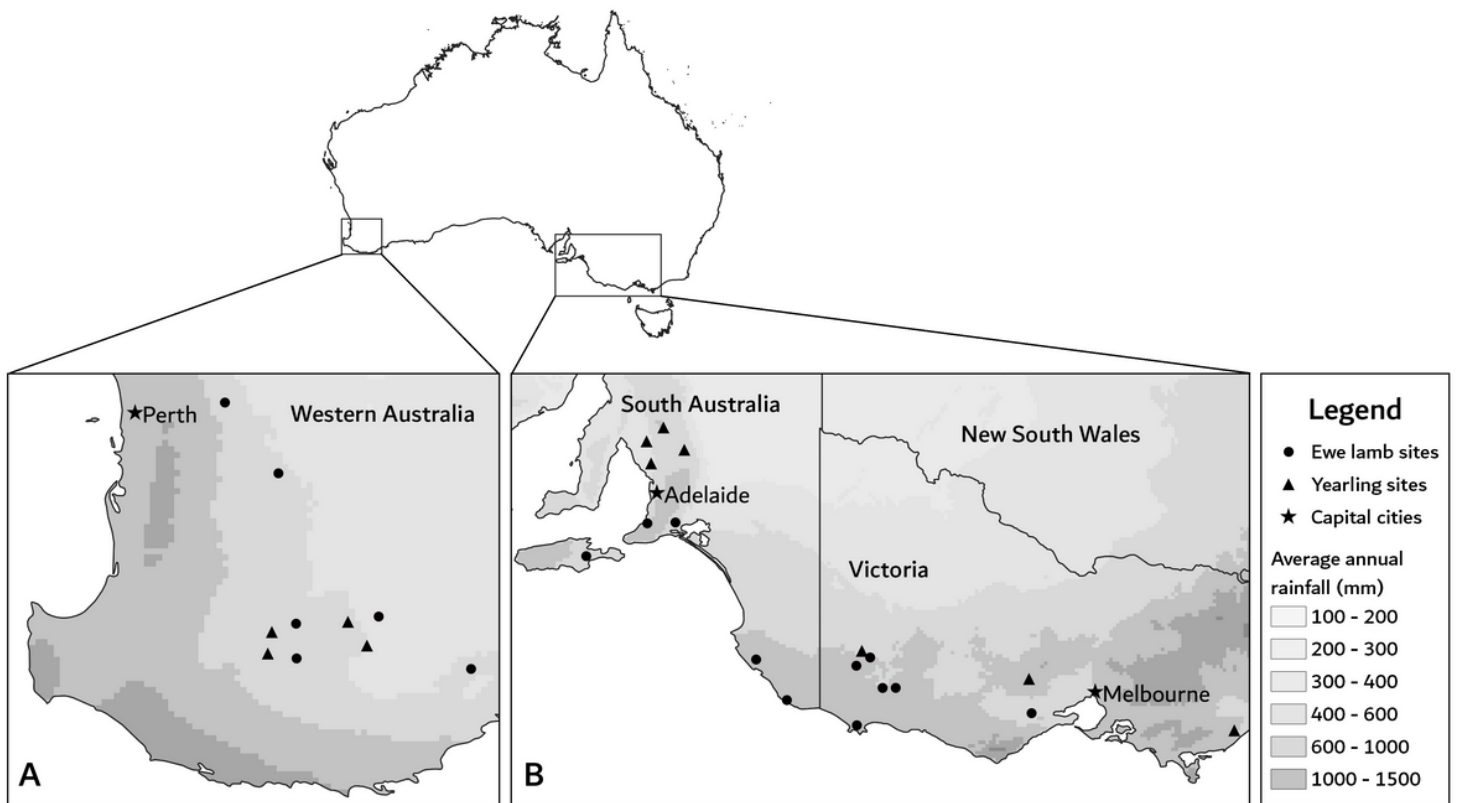 Perth
Western Australia
A
South Australia
New South Wales
Adelaide
Victoria
Melbourne
B
Legend
Ewe lamb sites
Yearling sites
Capital cities
Average annual
rainfall (mm)
100 - 200
200 - 300
300 - 400
400 - 600
600 - 1000
1000 - 1500